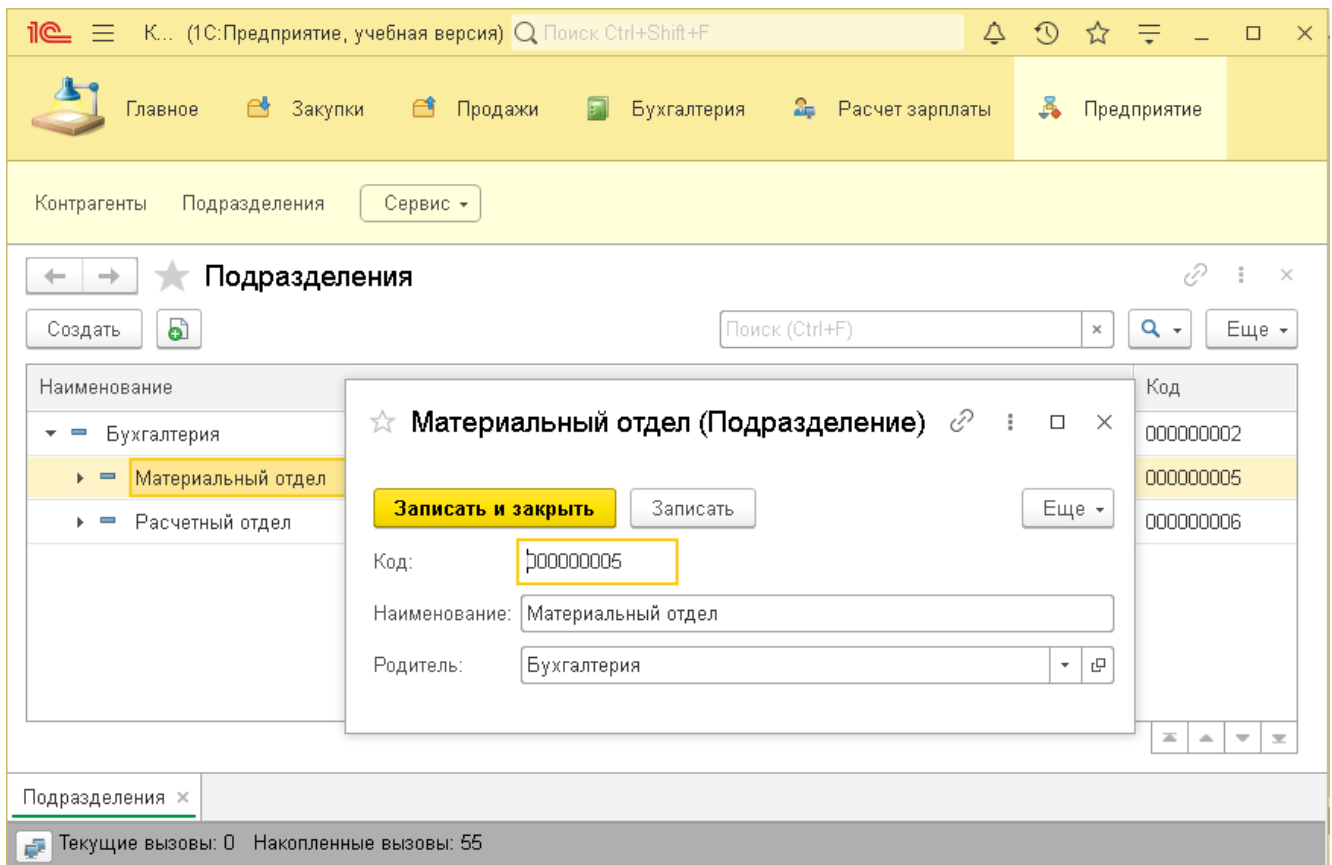 1С К... (1С:Предприятие, учебная версия) Поиск Ctrl+Shift+F
Главное Закупки Продажи Бухгалтерия Расчет зарплаты Предприятие
Контрагенты Подразделения Сервис
Подразделения
Создать Поиск (Ctrl+F) × Еще
Наименование Код
Бухгалтерия 000000002
Материальный отдел 000000005
Расчетный отдел 000000006
Материальный отдел (Подразделение)
Записать и закрыть Записать Еще
Код: 000000005
Наименование: Материальный отдел
Родитель: Бухгалтерия
Подразделения ×
Текущие вызовы: 0 Накопленные вызовы: 55